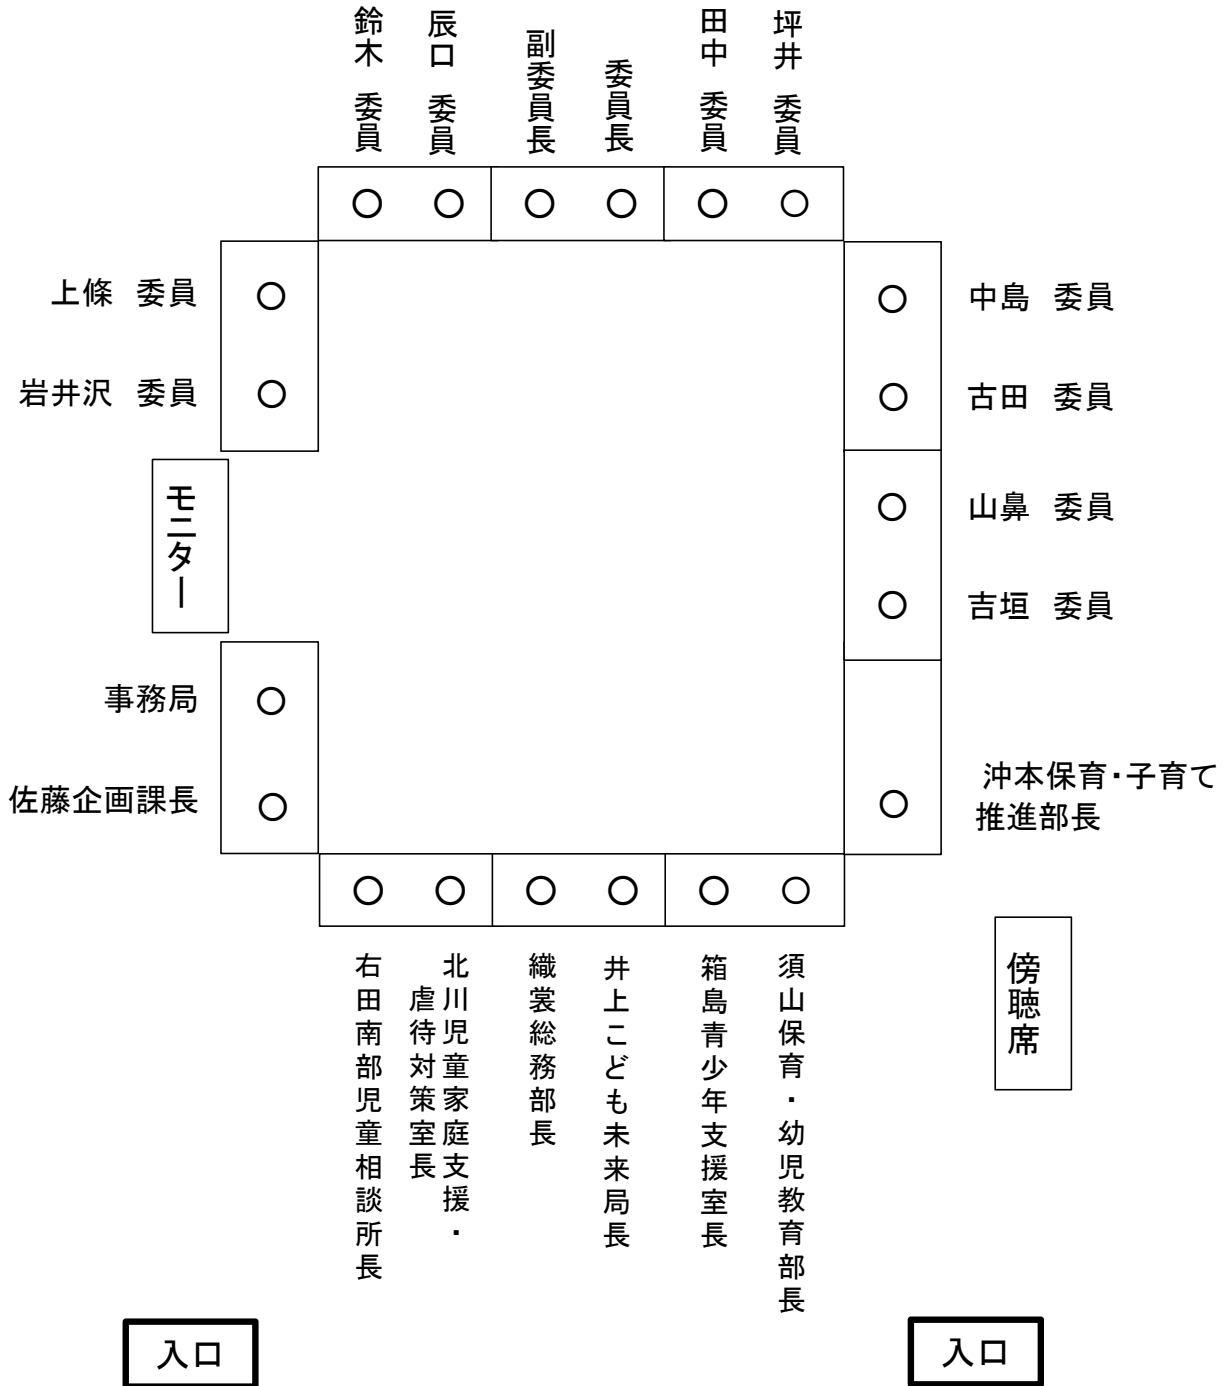 鈴木 委員
辰口 委員
副委員長
委員長
田中 委員
坪井 委員
上條 委員
岩井沢 委員
中島 委員
古田 委員
山鼻 委員
吉垣 委員
モニター
事務局
佐藤企画課長
沖本保育・子育て
推進部長
右田南部児童相談所長
北川児童家庭支援・
虐待対策室長
織裳総務部長
井上こども未来局長
箱島青少年支援室長
須山保育・幼児教育部長
傍聴席
入口
入口